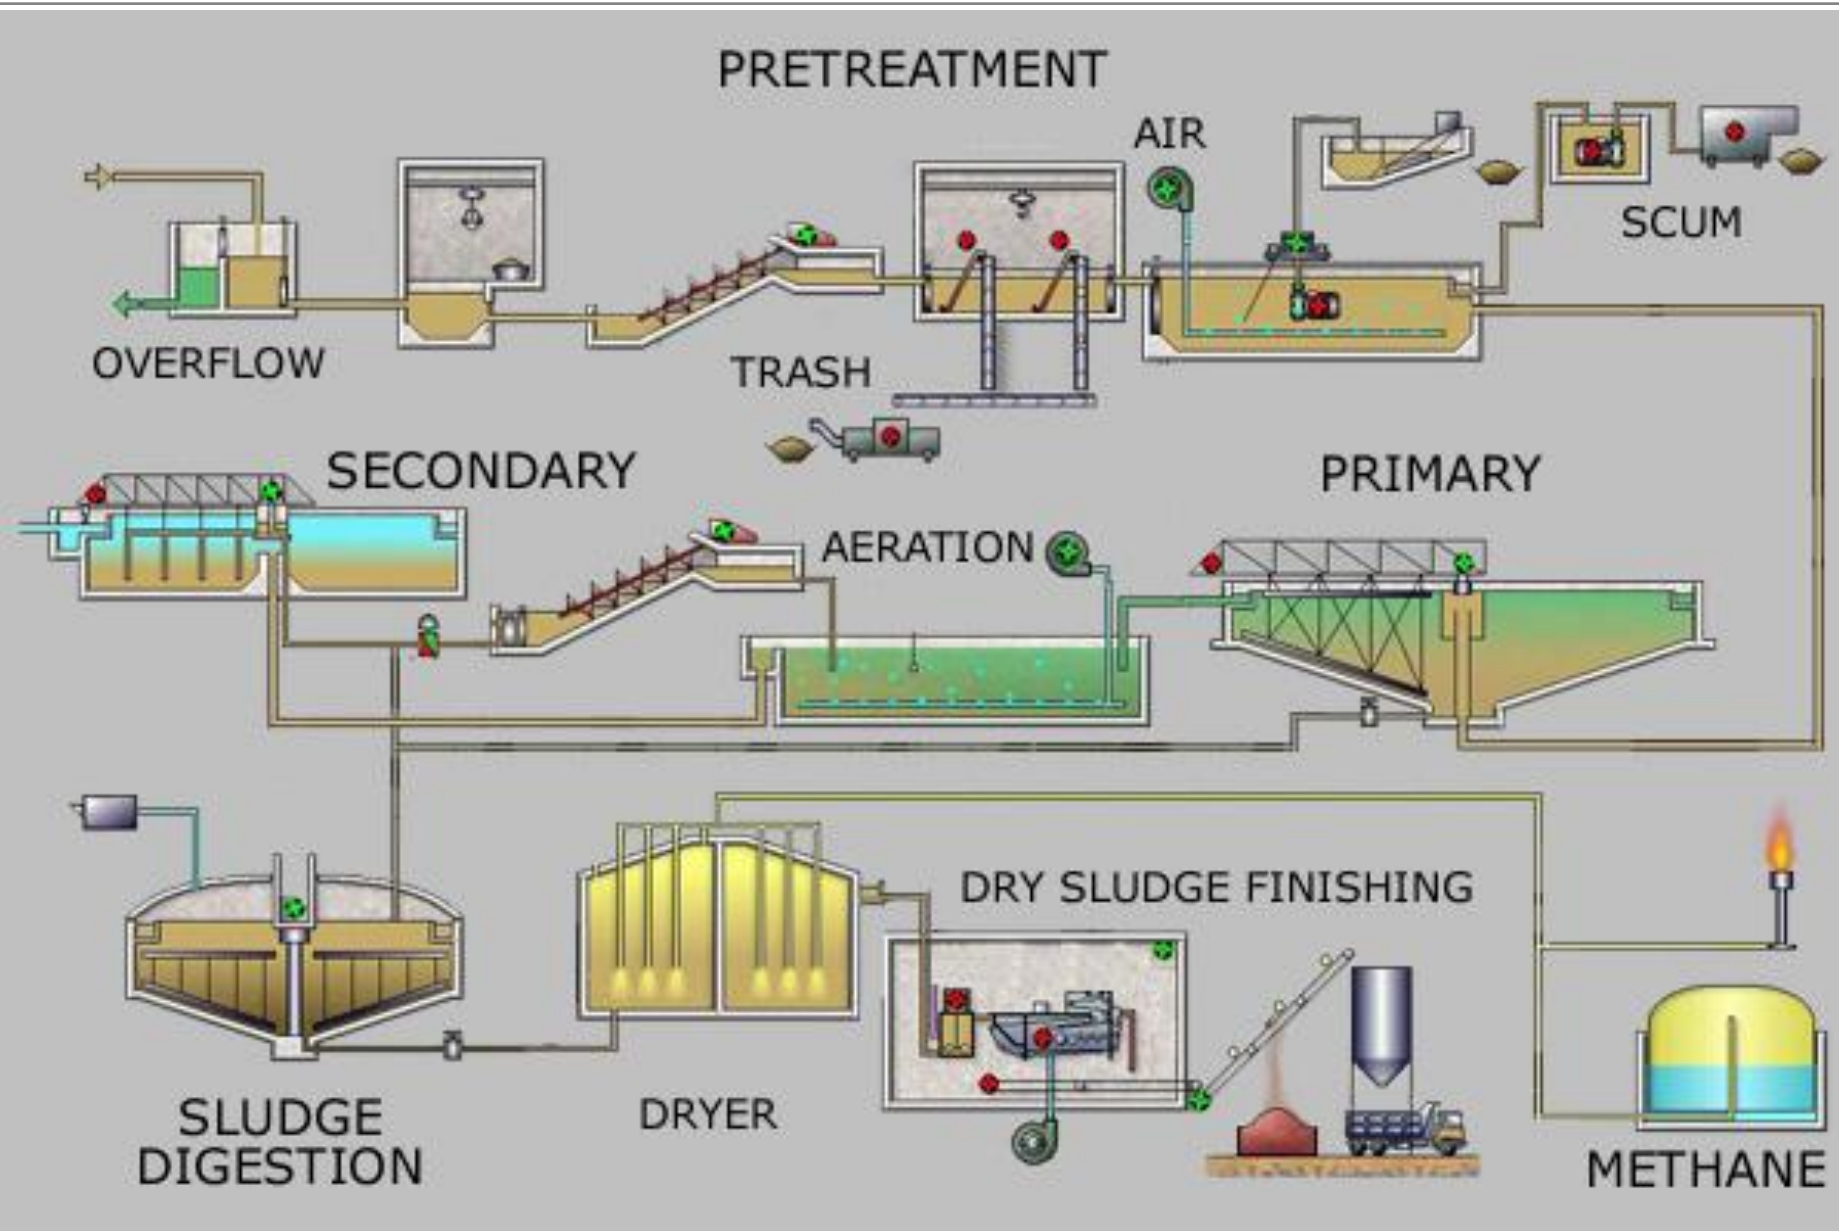 PRETREATMENT
AIR
SCUM
OVERFLOW
TRASH
SECONDARY
PRIMARY
AERATION
DRY SLUDGE FINISHING
SLUDGE
DIGESTION
DRYER
METHANE